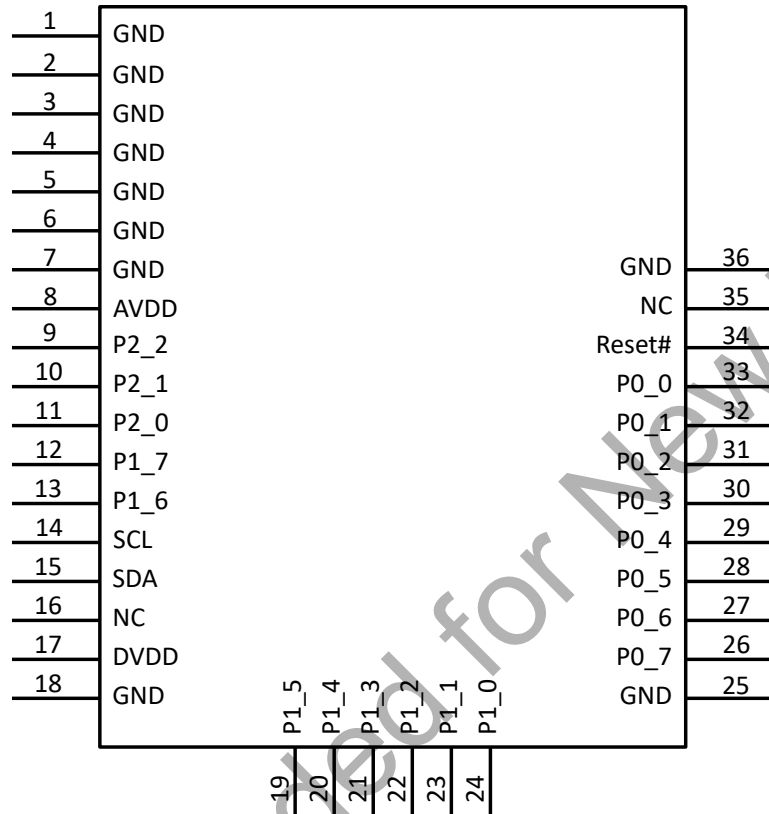 1 GND
2 GND
3 GND
4 GND
5 GND
6 GND
7 GND GND 36
8 AVDD NC 35
9 P2_2 Reset# 34
10 P2_1 P0_0 33
11 P2_0 P0_1 32
12 P1_7 P0_2 31
13 P1_6 P0_3 30
14 SCL P0_4 29
15 SDA P0_5 28
16 NC P0_6 27
17 DVDD P0_7 26
18 GND GND 25
P1_5 P1_4 P1_3 P1_2 P1_1 P1_0
19 20 21 22 23 24
ded for New